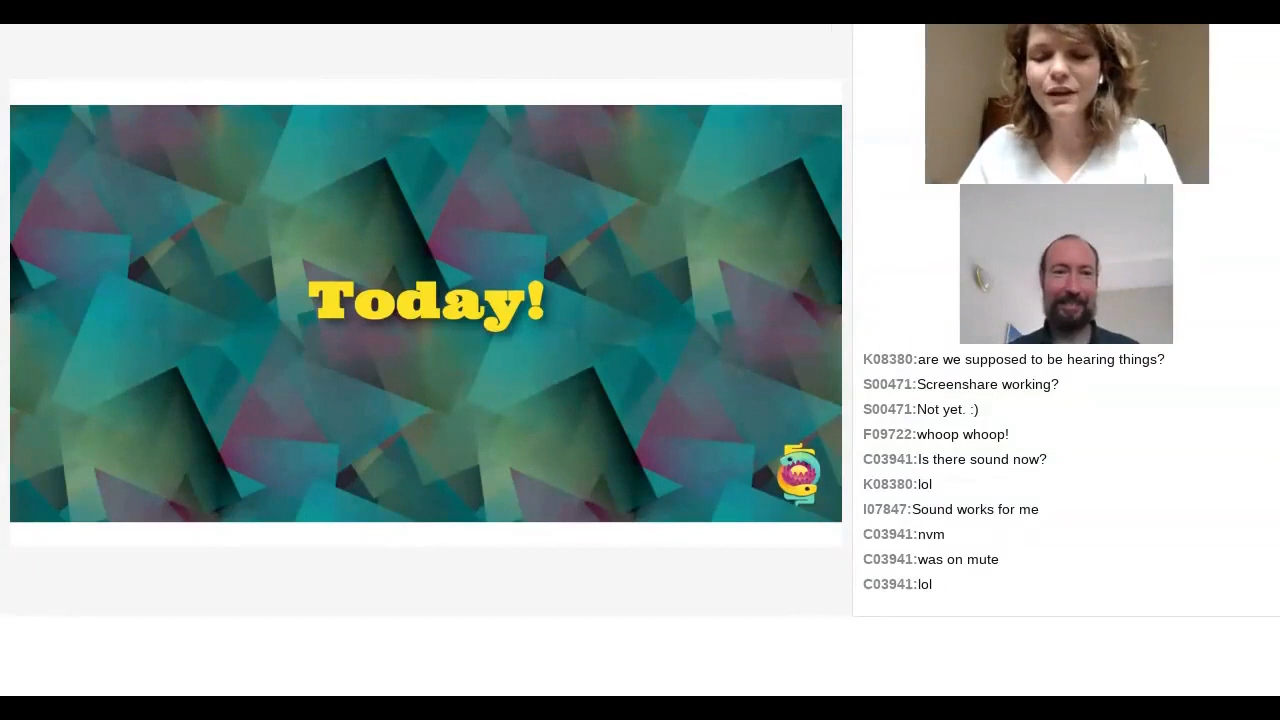 Today!
K08380:are we supposed to be hearing things?
S00471:Screenshare working?
S00471:Not yet. :)
F09722:whoop whoop!
C03941:Is there sound now?
K08380:lol
I07847:Sound works for me
C03941:nvm
C03941:was on mute
C03941:lol